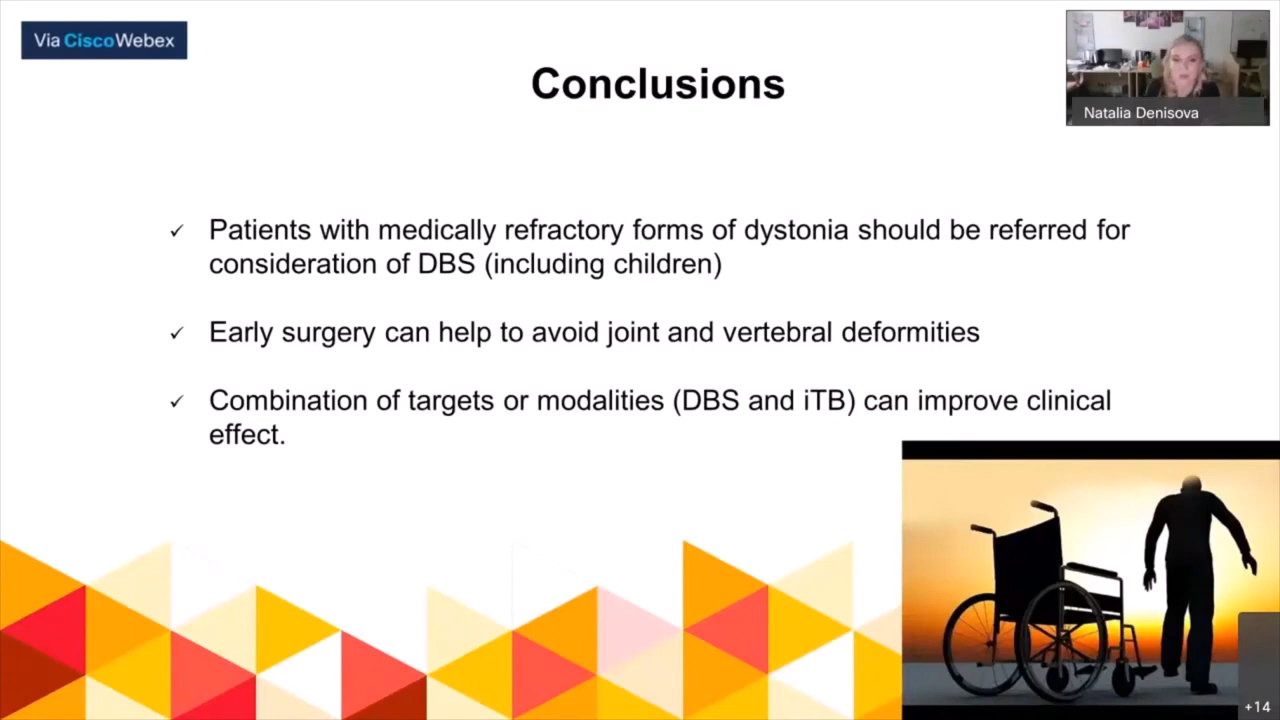 Via CiscoWebex
Conclusions
Natalia Denisova
✓ Patients with medically refractory forms of dystonia should be referred for
consideration of DBS (including children)
✓ Early surgery can help to avoid joint and vertebral deformities
✓ Combination of targets or modalities (DBS and iTB) can improve clinical
effect.
+14